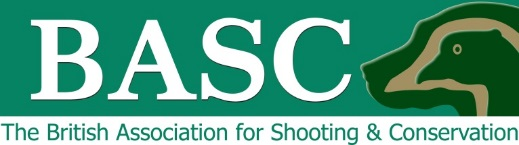 BASC
The British Association for Shooting & Conservation